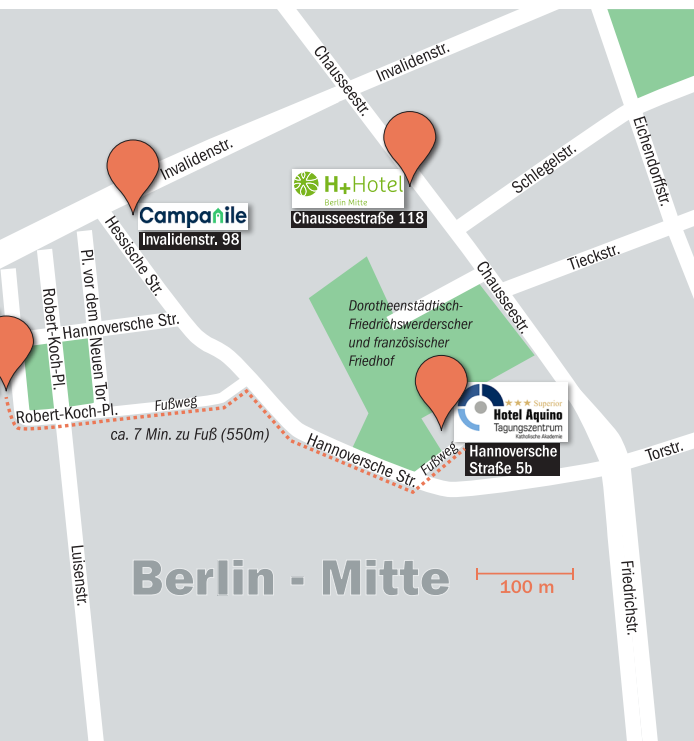 Chausseestr.
Invalidenstr.
Invalidenstr.
H+Hotel
Berlin Mitte
Chausseestraße 118
Schlegelstr.
Eichendorffstr.
Campanile
Invalidenstr. 98
Hessische Str.
Pl. vor dem
Neuen Tor
Robert-Koch-Pl.
Hannoversche Str.
Tieckstr.
Chausseestr.
Dorotheenstädtisch-
Friedrichswerderscher
und französischer
Friedhof
Robert-Koch-Pl.
Fußweg
ca. 7 Min. zu Fuß (550m)
Hannoversche Str.
Fußweg
★★★ Superior
Hotel Aquino
Tagungszentrum
Katholische Akademie
Hannoversche
Straße 5b
Torstr.
Luisenstr.
Berlin - Mitte
100 m
Friedrichstr.